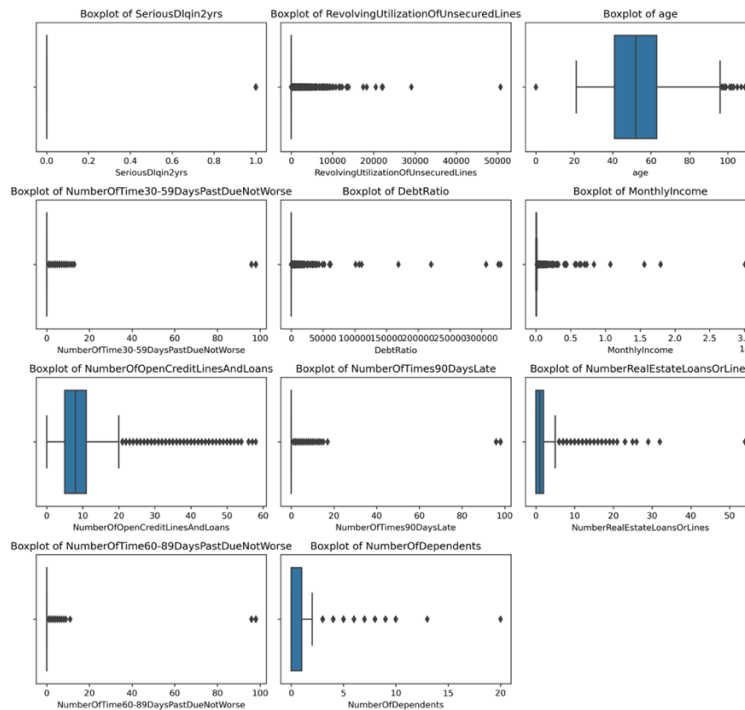 Boxplot of SeriousDlqin2yrs
Boxplot of RevolvingUtilizationOfUnsecuredLines
Boxplot of age
0.0 0.2 0.4 0.6 0.8 1.0
0 10000 20000 30000 40000 50000
0 20 40 60 80 100
SeriousDlqin2yrs
RevolvingUtilizationOfUnsecuredLines
age
Boxplot of NumberOfTime30-59DaysPastDueNotWorse
Boxplot of DebtRatio
Boxplot of MonthlyIncome
0 20 40 60 80 100
0 50000 100000 150000 200000 250000 300000
0.0 0.5 1.0 1.5 2.0 2.5 3.
1
NumberOfTime30-59DaysPastDueNotWorse
DebtRatio
MonthlyIncome
Boxplot of NumberOfOpenCreditLinesAndLoans
Boxplot of NumberOfTimes90DaysLate
Boxplot of NumberRealEstateLoansOrLine
0 10 20 30 40 50 60
0 20 40 60 80 100
0 10 20 30 40 50
NumberOfOpenCreditLinesAndLoans
NumberOfTimes90DaysLate
NumberRealEstateLoansOrLines
Boxplot of NumberOfTime60-89DaysPastDueNotWorse
Boxplot of NumberOfDependents
0 20 40 60 80 100
0 5 10 15 20
NumberOfTime60-89DaysPastDueNotWorse
NumberOfDependents